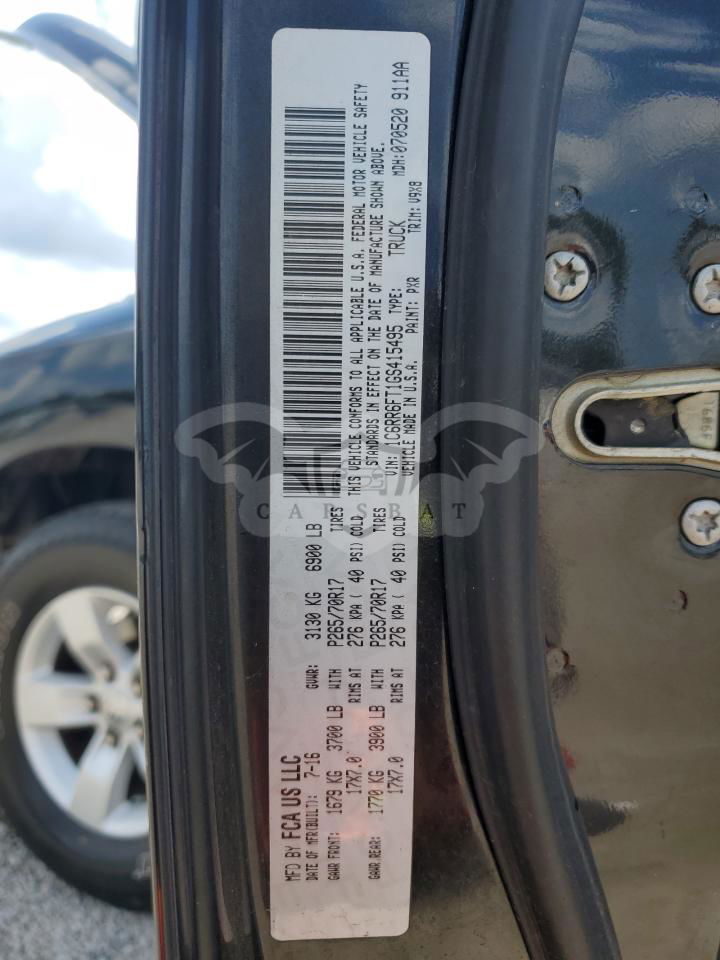 MFD BY FCA US LLC
DATE OF MFR(BUILT): 7-16 GVWR: 3130 KG 6900 LB
GAWR FRONT: 1679 KG 3700 LB WITH P265/70R17 TIRES
17X7.0 RIMS AT 276 KPA ( 40 PSI) COLD
GAWR REAR: 1770 KG 3900 LB WITH P265/70R17 TIRES
17X7.0 RIMS AT 276 KPA ( 40 PSI) COLD
THIS VEHICLE CONFORMS TO ALL APPLICABLE U.S.A. FEDERAL MOTOR VEHICLE SAFETY
STANDARDS IN EFFECT ON THE DATE OF MANUFACTURE SHOWN ABOVE.
VIN: 1C6RR6FT1GS415495 TYPE: TRUCK MDH:070520 911AA
VEHICLE MADE IN U.S.A. PAINT: PXR TRIM: V9X8
CARSBAT